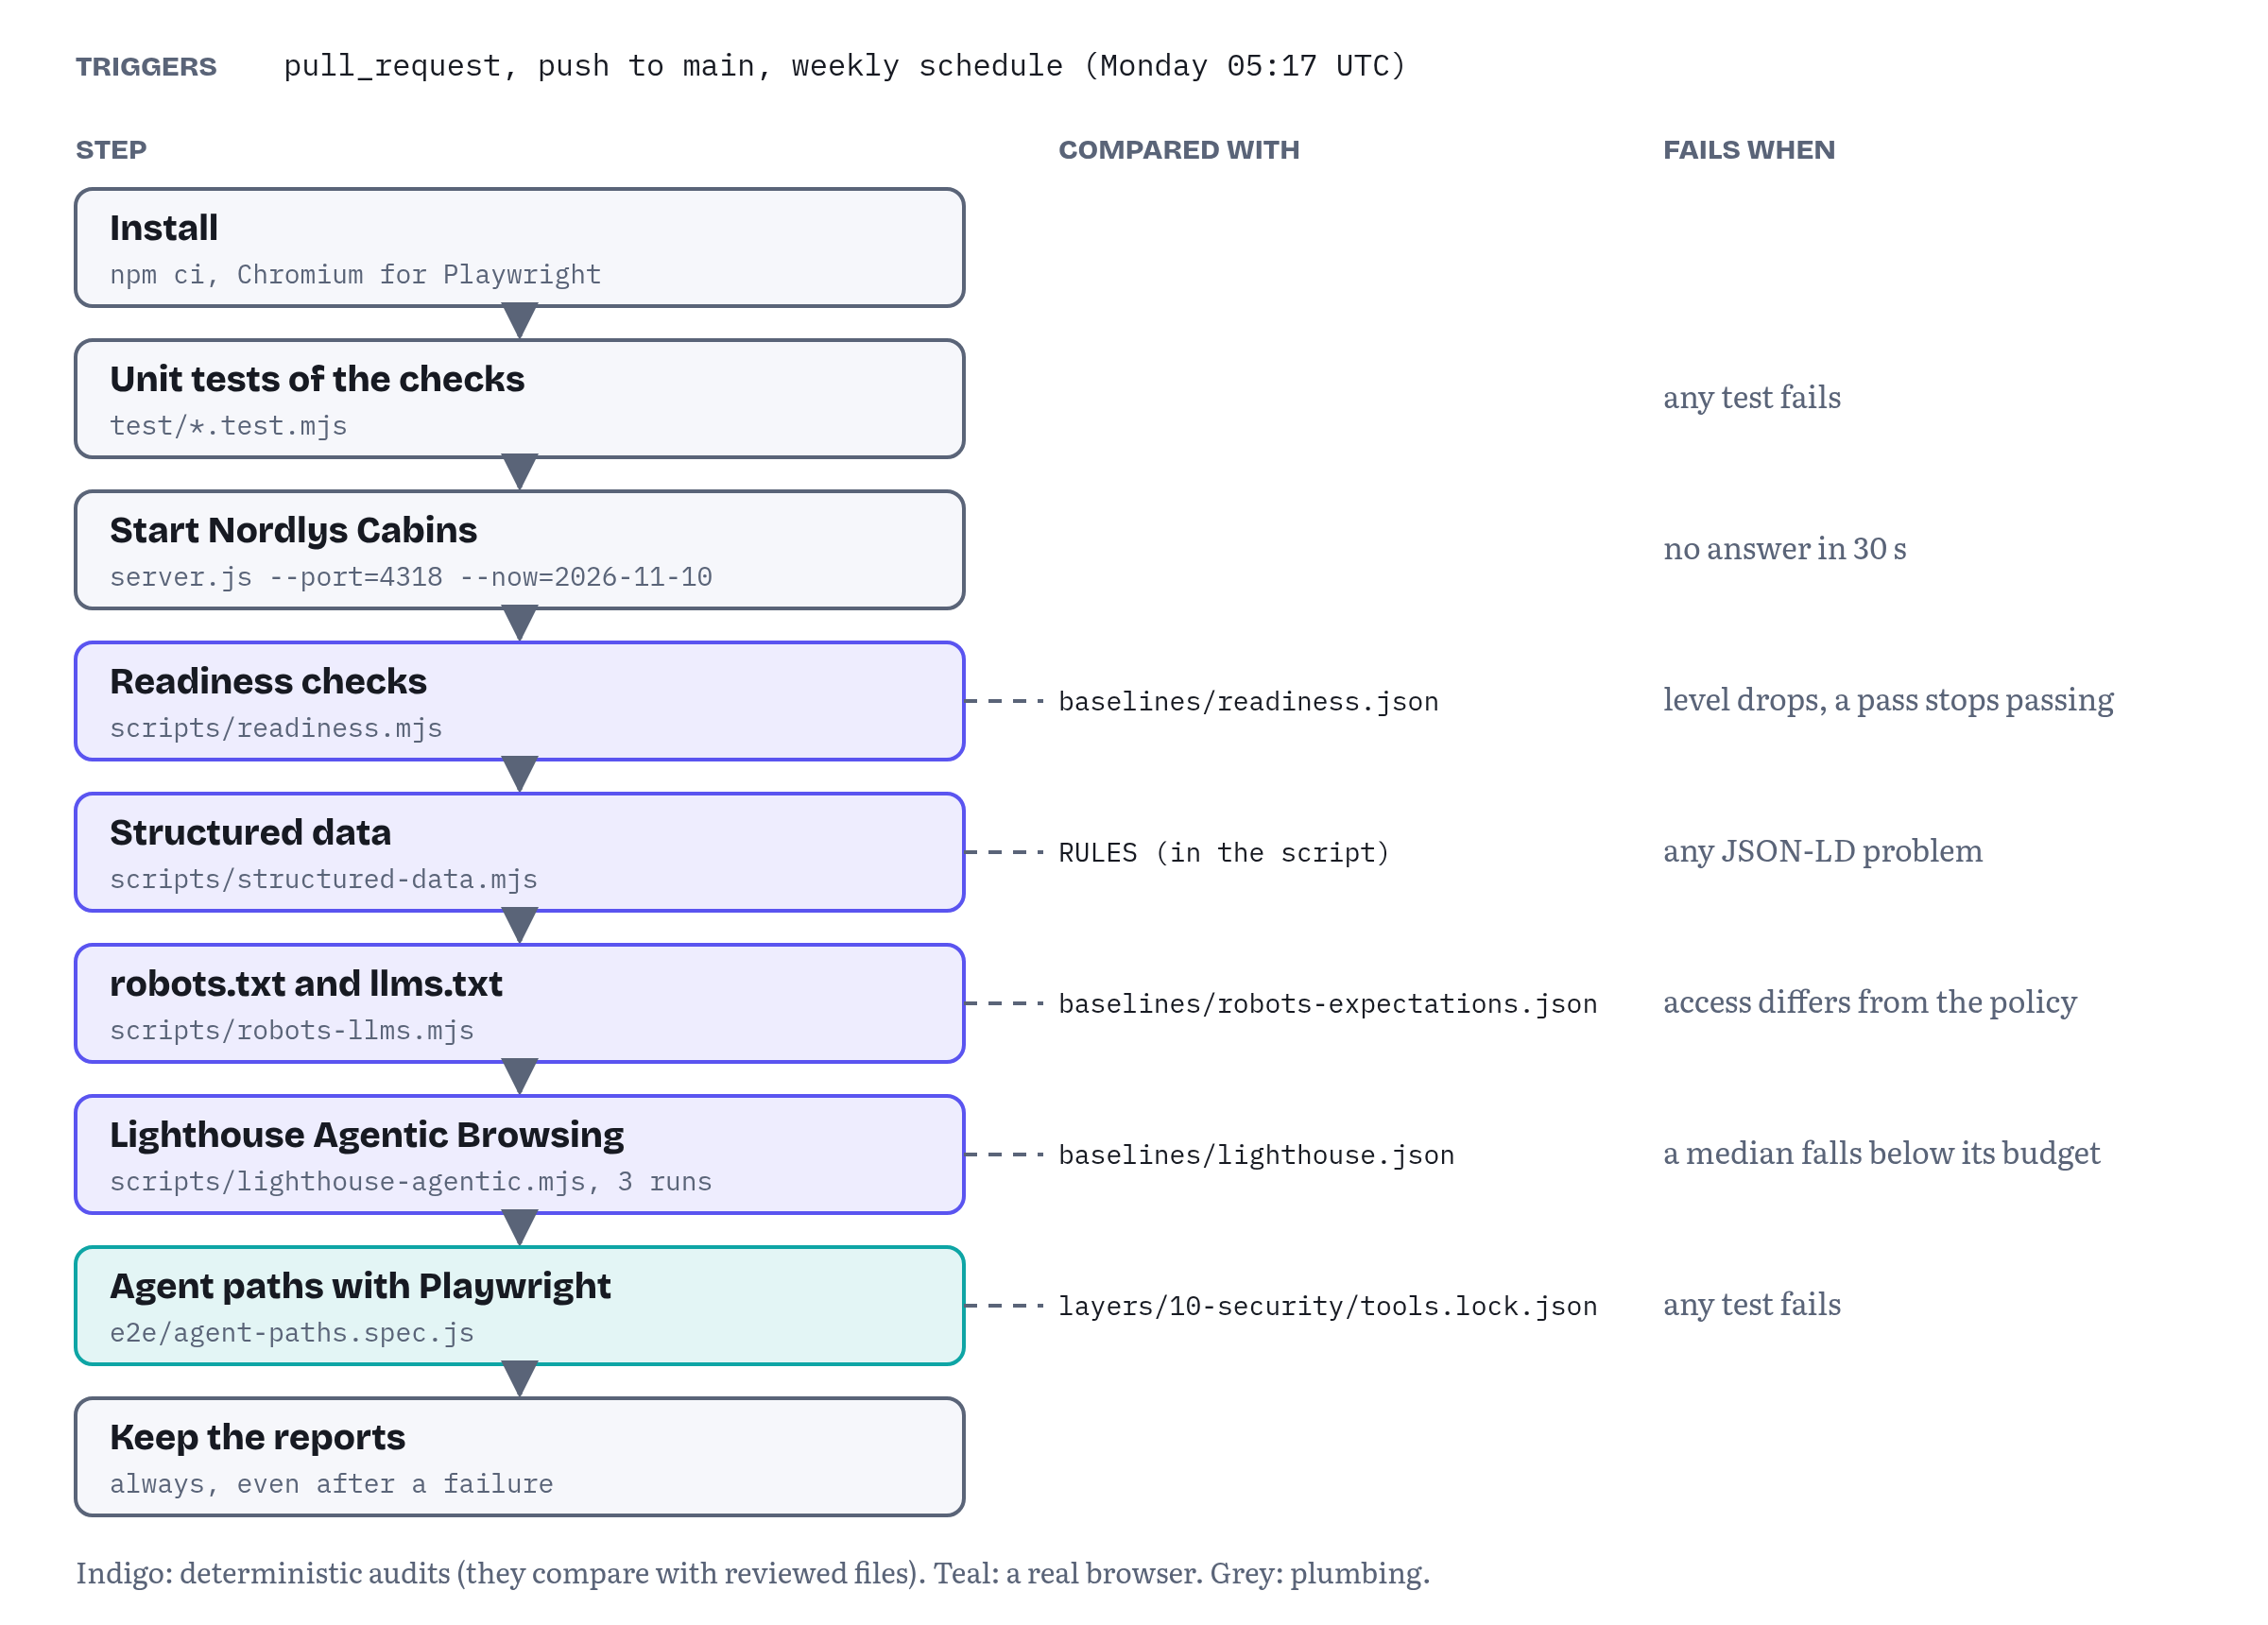 TRIGGERS pull_request, push to main, weekly schedule (Monday 05:17 UTC)
STEP COMPARED WITH FAILS WHEN
Install
npm ci, Chromium for Playwright
Unit tests of the checks
test/*.test.mjs
any test fails
Start Nordlys Cabins
server.js --port=4318 --now=2026-11-10
no answer in 30 s
Readiness checks
scripts/readiness.mjs
baselines/readiness.json
level drops, a pass stops passing
Structured data
scripts/structured-data.mjs
RULES (in the script)
any JSON-LD problem
robots.txt and llms.txt
scripts/robots-llms.mjs
baselines/robots-expectations.json
access differs from the policy
Lighthouse Agentic Browsing
scripts/lighthouse-agentic.mjs, 3 runs
baselines/lighthouse.json
a median falls below its budget
Agent paths with Playwright
e2e/agent-paths.spec.js
layers/10-security/tools.lock.json
any test fails
Keep the reports
always, even after a failure
Indigo: deterministic audits (they compare with reviewed files). Teal: a real browser. Grey: plumbing.